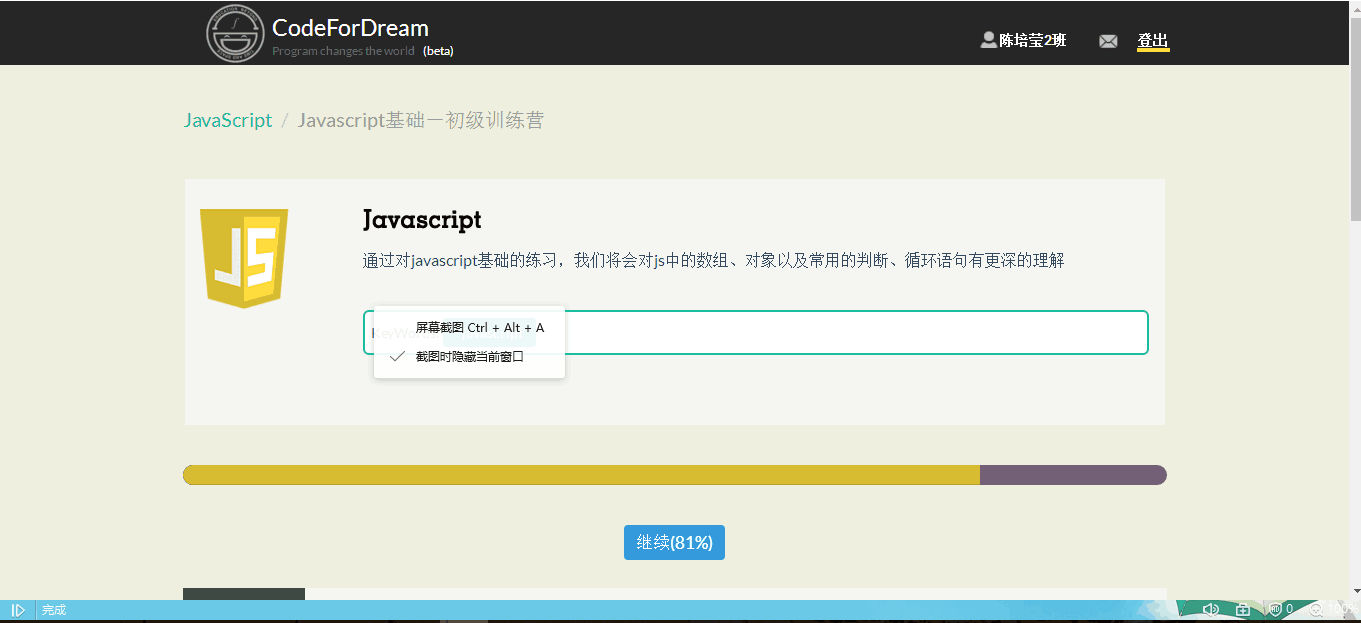 CodeForDream
Program changes the world (beta)
陈培莹2班
登出
JavaScript / Javascript基础—初级训练营
JS
Javascript
通过对javascript基础的练习，我们将会对js中的数组、对象以及常用的判断、循环语句有更深的理解
屏幕截图 Ctrl + Alt + A
截图时隐藏当前窗口
继续(81%)
完成
0
100%